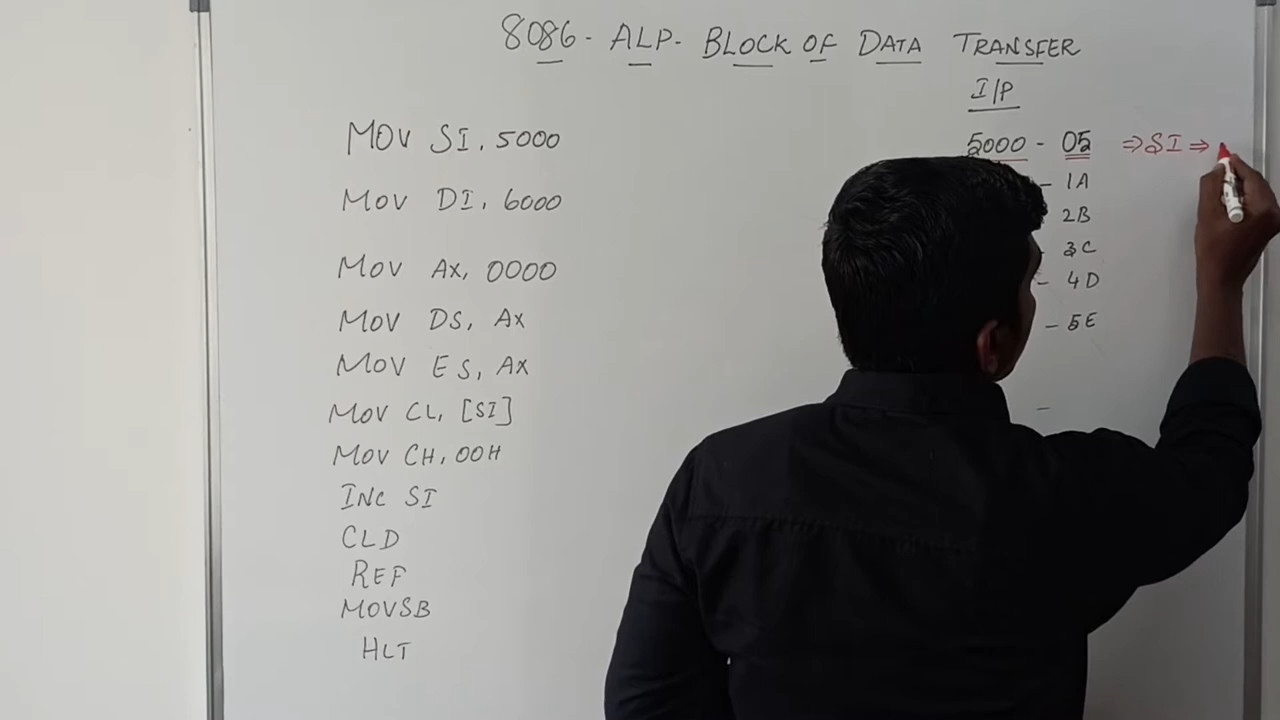 8086 - ALP - BLOCK OF DATA TRANSFER
I/P
MOV SI, 5000
5000 - 05 ⇒ SI ⇒
- 1A
MOV DI, 6000
2B
- 3C
MOV AX, 0000
- 4D
MOV DS, AX
- 5E
MOV ES, AX
MOV CL, [SI]
-
MOV CH, 00H
INC SI
CLD
REF
MOVSB
HLT